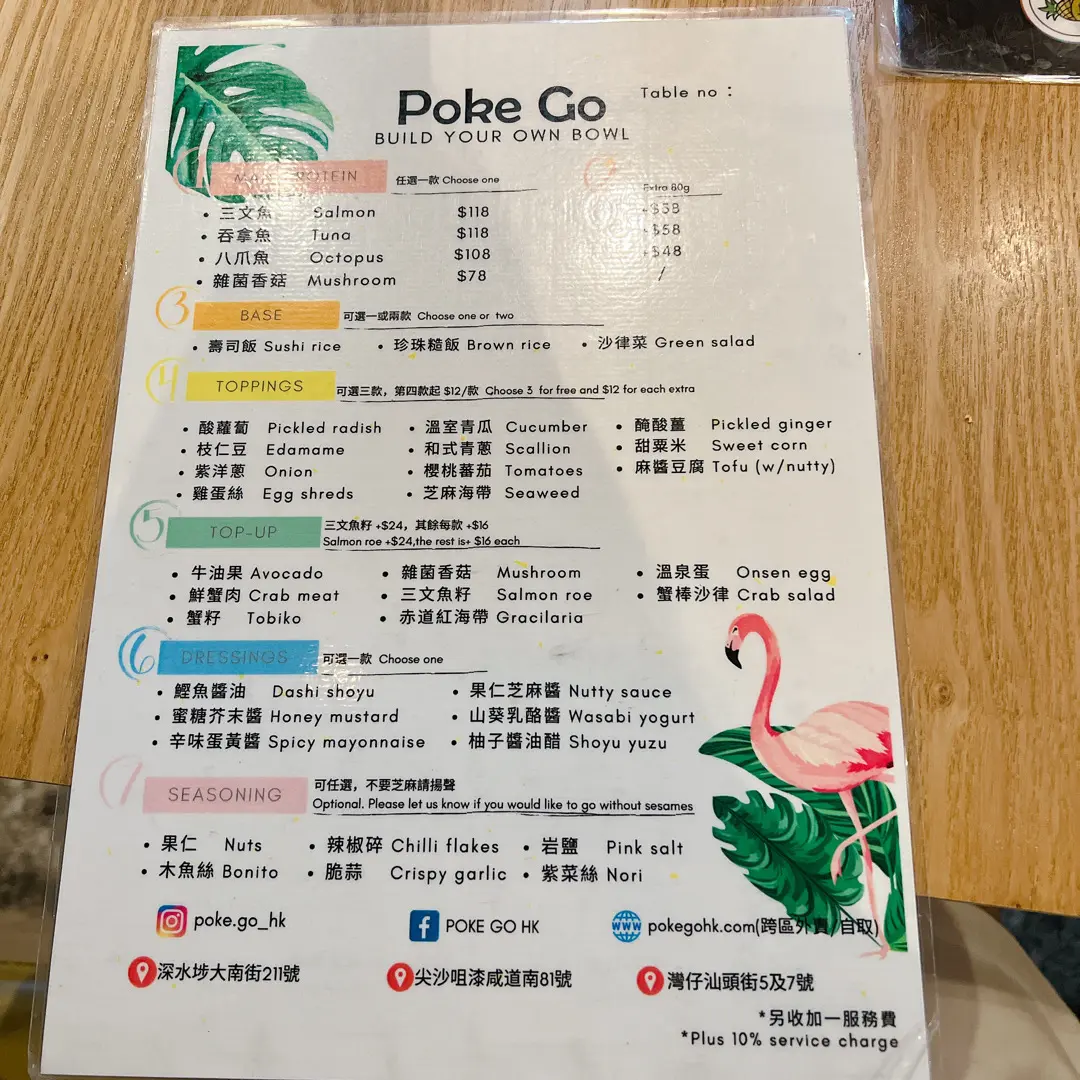 Poke Go
Table no：
BUILD YOUR OWN BOWL
1 MAIN PROTEIN 任選一款 Choose one 2 Extra 80g
• 三文魚 Salmon $118 +$58
• 吞拿魚 Tuna $118 +$58
• 八爪魚 Octopus $108 +$48
• 雜菌香菇 Mushroom $78 /
3 BASE 可選一或兩款 Choose one or two
• 壽司飯 Sushi rice • 珍珠糙飯 Brown rice • 沙律菜 Green salad
4 TOPPINGS 可選三款，第四款起 $12/款 Choose 3 for free and $12 for each extra
• 酸蘿蔔 Pickled radish • 溫室青瓜 Cucumber • 醃酸薑 Pickled ginger
• 枝仁豆 Edamame • 和式青蔥 Scallion • 甜粟米 Sweet corn
• 紫洋蔥 Onion • 櫻桃蕃茄 Tomatoes • 麻醬豆腐 Tofu (w/nutty)
• 雞蛋絲 Egg shreds • 芝麻海帶 Seaweed
5 TOP-UP 三文魚籽 +$24，其餘每款 +$16
Salmon roe +$24,the rest is+ $16 each
• 牛油果 Avocado • 雜菌香菇 Mushroom • 溫泉蛋 Onsen egg
• 鮮蟹肉 Crab meat • 三文魚籽 Salmon roe • 蟹棒沙律 Crab salad
• 蟹籽 Tobiko • 赤道紅海帶 Gracilaria
6 DRESSINGS 可選一款 Choose one
• 鰹魚醬油 Dashi shoyu • 果仁芝麻醬 Nutty sauce
• 蜜糖芥末醬 Honey mustard • 山葵乳酪醬 Wasabi yogurt
• 辛味蛋黃醬 Spicy mayonnaise • 柚子醬油醋 Shoyu yuzu
7 SEASONING 可任選，不要芝麻請揚聲
Optional. Please let us know if you would like to go without sesames
• 果仁 Nuts • 辣椒碎 Chilli flakes • 岩鹽 Pink salt
• 木魚絲 Bonito • 脆蒜 Crispy garlic • 紫菜絲 Nori
poke.go_hk POKE GO HK www pokegohk.com(跨區外賣/自取)
深水埗大南街211號 尖沙咀漆咸道南81號 灣仔汕頭街5及7號
*另收加一服務費
*Plus 10% service charge